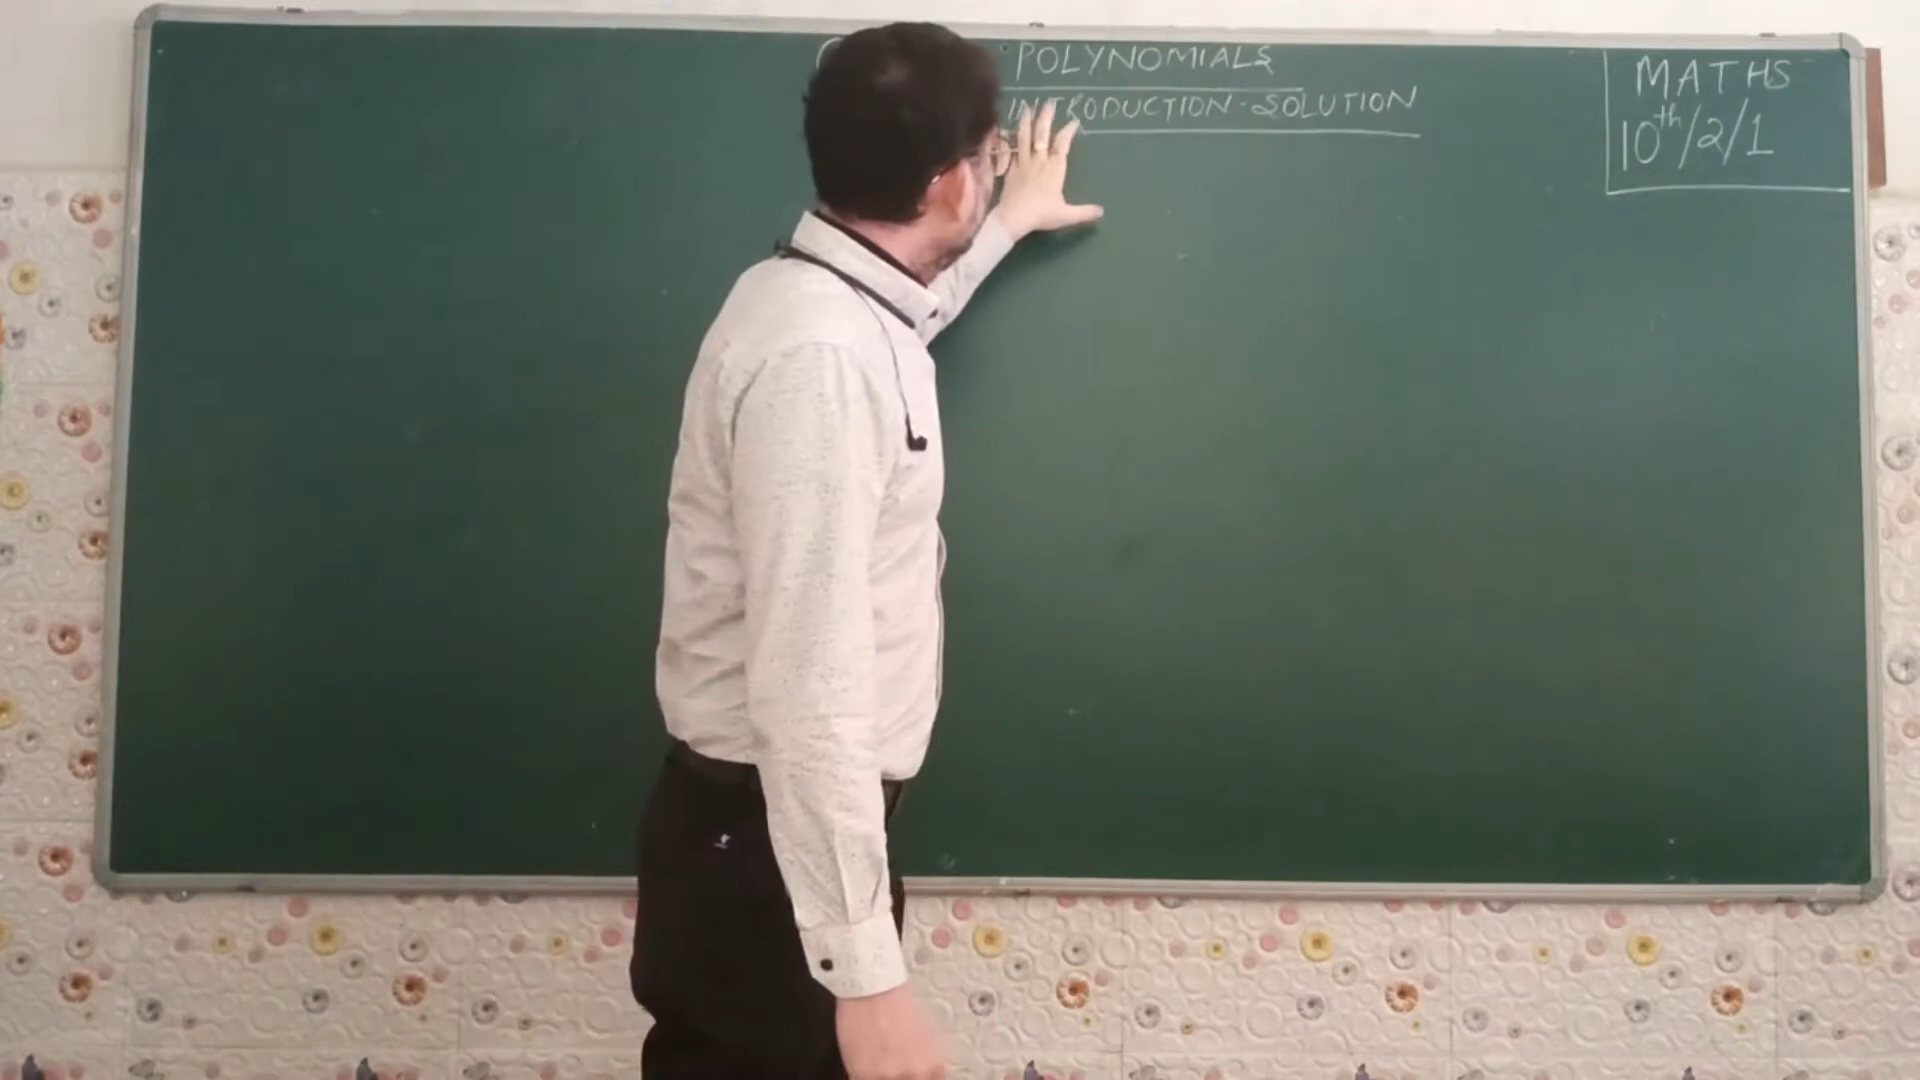 POLYNOMIALS
INTRODUCTION-SOLUTION
MATHS
10th/2/1